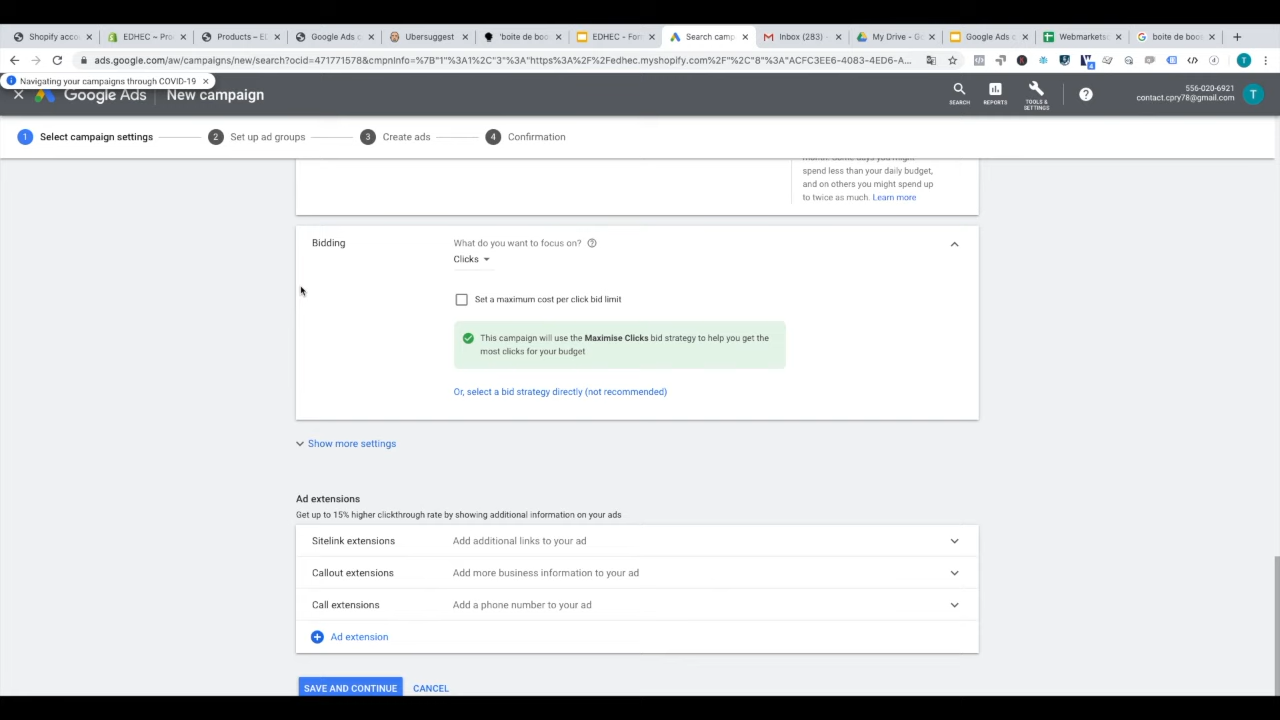 Shopify acco
EDHEC ~ Pro
Products ~ E
Google Ads c
Ubersuggest
'boite de boo
EDHEC - For
Search camp
Inbox (283) -
My Drive - G
Google Ads c
Webmarkets
boite de boo
ads.google.com/aw/campaigns/new/search?ocid=471771578&cmpnInfo=%7B"1"%3A1%2C"3"%3A"https%3A%2F%2Fedhec.myshopify.com%2F"%2C"8"%3A"ACFC3EE6-4083-4ED6-A...
Navigating your campaigns through COVID-19
Google Ads
New campaign
SEARCH
REPORTS
TOOLS & SETTINGS
556-020-6921
contact.cpry78@gmail.com
T
1 Select campaign settings
2 Set up ad groups
3 Create ads
4 Confirmation
spend less than your daily budget,
and on others you might spend up
to twice as much. Learn more
Bidding
What do you want to focus on?
Clicks
Set a maximum cost per click bid limit
This campaign will use the Maximise Clicks bid strategy to help you get the
most clicks for your budget
Or, select a bid strategy directly (not recommended)
Show more settings
Ad extensions
Get up to 15% higher clickthrough rate by showing additional information on your ads
Sitelink extensions Add additional links to your ad
Callout extensions Add more business information to your ad
Call extensions Add a phone number to your ad
Ad extension
SAVE AND CONTINUE
CANCEL